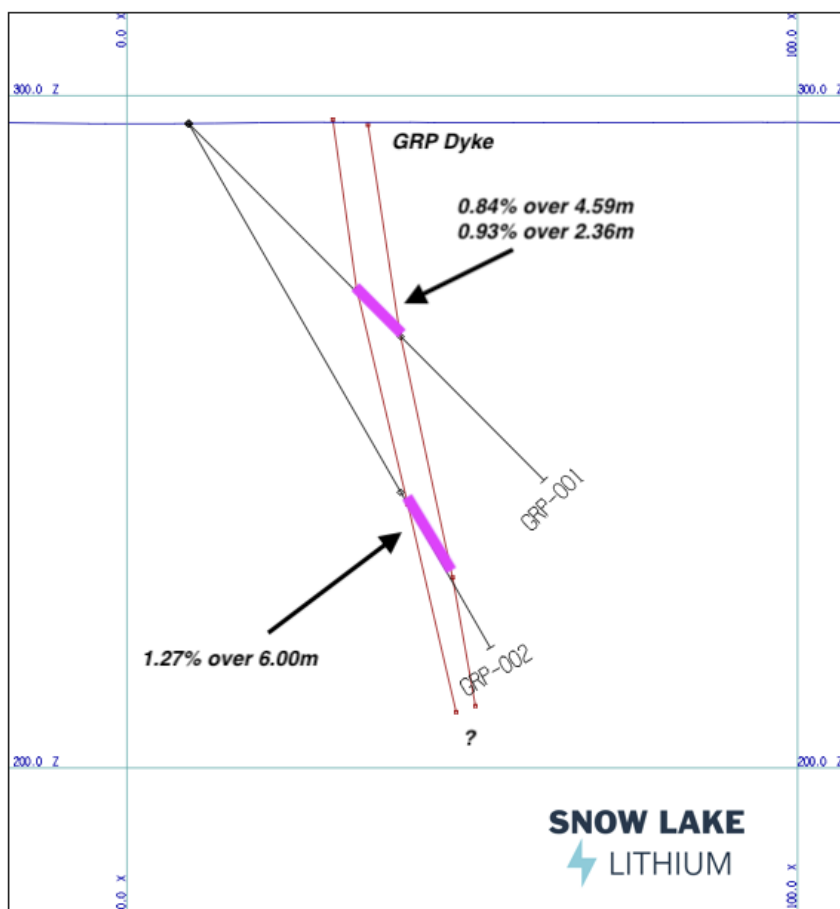 0.0 X
100.0 X
300.0 Z
300.0 Z
GRP Dyke
0.84% over 4.59m
0.93% over 2.36m
GRP-001
1.27% over 6.00m
GRP-002
?
200.0 Z
200.0 Z
SNOW LAKE
LITHIUM
0.0 X
100.0 X